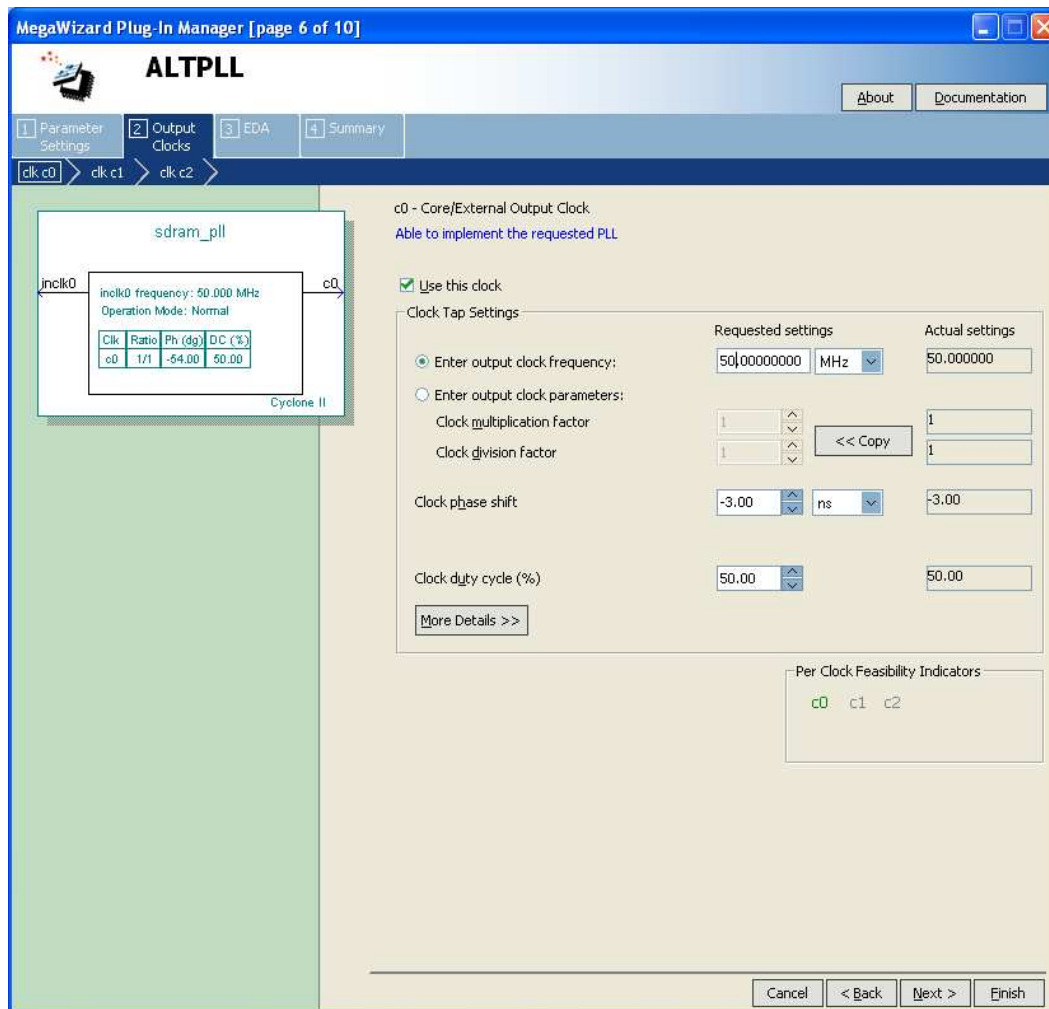 MegaWizard Plug-In Manager [page 6 of 10]
ALTPLL
About Documentation
1 Parameter Settings 2 Output Clocks 3 EDA 4 Summary
clk c0 clk c1 clk c2
sdram_pll
inclk0 c0
inclk0 frequency: 50.000 MHz
Operation Mode: Normal
Clk Ratio Ph (dg) DC (%)
c0 1/1 -54.00 50.00
Cyclone II
c0 - Core/External Output Clock
Able to implement the requested PLL
Use this clock
Clock Tap Settings
Requested settings Actual settings
Enter output clock frequency: 50.00000000 MHz 50.000000
Enter output clock parameters:
Clock multiplication factor 1 1
<< Copy
Clock division factor 1 1
Clock phase shift -3.00 ns -3.00
Clock duty cycle (%) 50.00 50.00
More Details >>
Per Clock Feasibility Indicators
c0 c1 c2
Cancel < Back Next > Finish